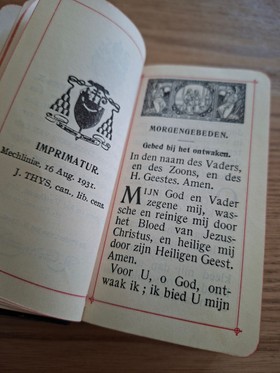 IMPRIMATUR.
Mechliniæ, 16 Aug. 1931.
J. THYS, can., lib. cens.
MORGENGEBEDEN.
Gebed bij het ontwaken.
In den naam des Vaders,
en des Zoons, en des
H. Geestes. Amen.
MIJN God en Vader
zegene mij, was-
sche en reinige mij door
het Bloed van Jezus-
Christus, en heilige mij
door zijn Heiligen Geest.
Amen.
Voor U, o God, ont-
waak ik ; ik bied U mijn